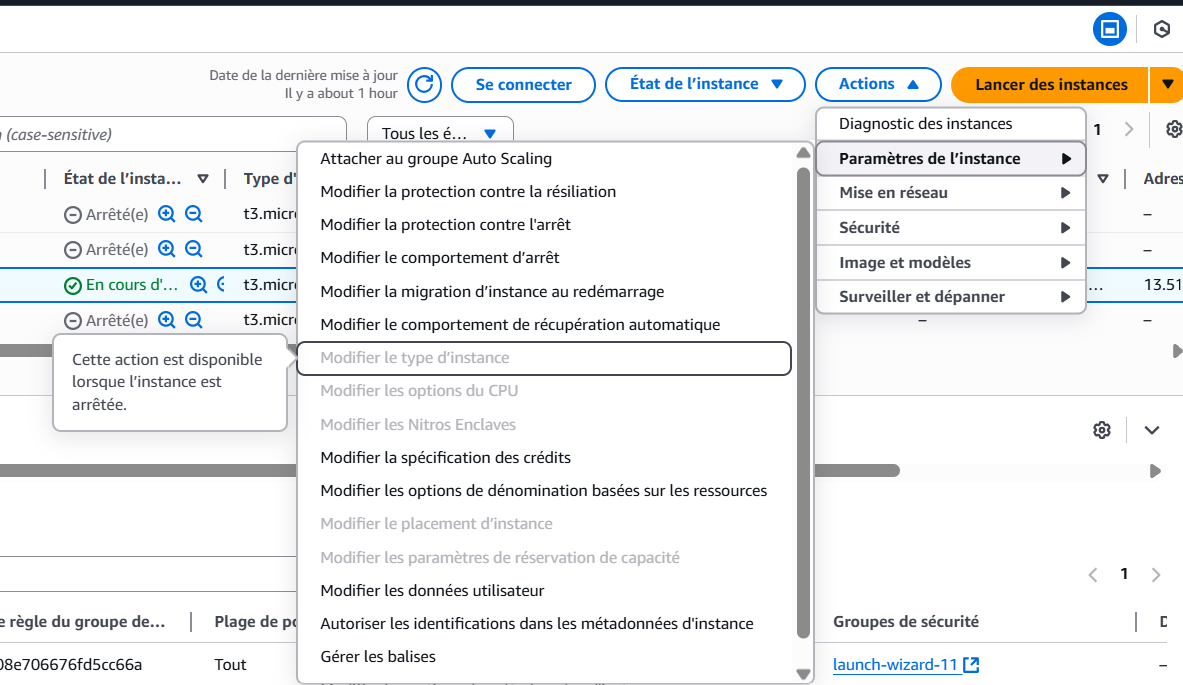 Date de la dernière mise à jour
Il y a about 1 hour
Se connecter
État de l'instance
Actions
Lancer des instances
(case-sensitive)
Tous les é...
1
Diagnostic des instances
Paramètres de l'instance
Mise en réseau
Sécurité
Image et modèles
Surveiller et dépanner
État de l'insta...
Type d'
Adres
Arrêté(e)
t3.micr
–
Arrêté(e)
t3.micr
–
En cours d'...
t3.micr
...
13.51
Arrêté(e)
t3.micr
–
–
Attacher au groupe Auto Scaling
Modifier la protection contre la résiliation
Modifier la protection contre l'arrêt
Modifier le comportement d'arrêt
Modifier la migration d'instance au redémarrage
Modifier le comportement de récupération automatique
Modifier le type d'instance
Modifier les options du CPU
Modifier les Nitros Enclaves
Modifier la spécification des crédits
Modifier les options de dénomination basées sur les ressources
Modifier le placement d'instance
Modifier les paramètres de réservation de capacité
Modifier les données utilisateur
Autoriser les identifications dans les métadonnées d'instance
Gérer les balises
Cette action est disponible
lorsque l'instance est
arrêtée.
1
e règle du groupe de...
Plage de po
Groupes de sécurité
D
08e706676fd5cc66a
Tout
launch-wizard-11
–